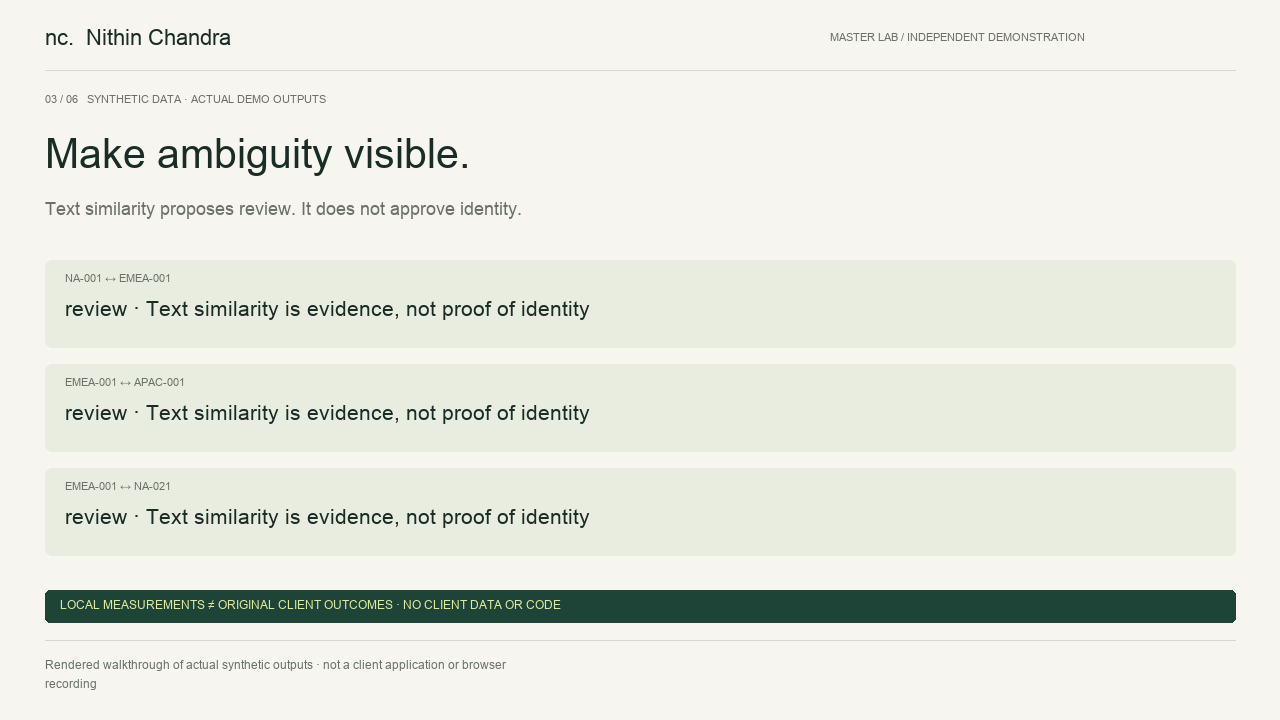 nc. Nithin Chandra
MASTER LAB / INDEPENDENT DEMONSTRATION
03 / 06 SYNTHETIC DATA · ACTUAL DEMO OUTPUTS
Make ambiguity visible.
Text similarity proposes review. It does not approve identity.
NA-001 ↔ EMEA-001
review · Text similarity is evidence, not proof of identity
EMEA-001 ↔ APAC-001
review · Text similarity is evidence, not proof of identity
EMEA-001 ↔ NA-021
review · Text similarity is evidence, not proof of identity
LOCAL MEASUREMENTS ≠ ORIGINAL CLIENT OUTCOMES · NO CLIENT DATA OR CODE
Rendered walkthrough of actual synthetic outputs · not a client application or browser
recording